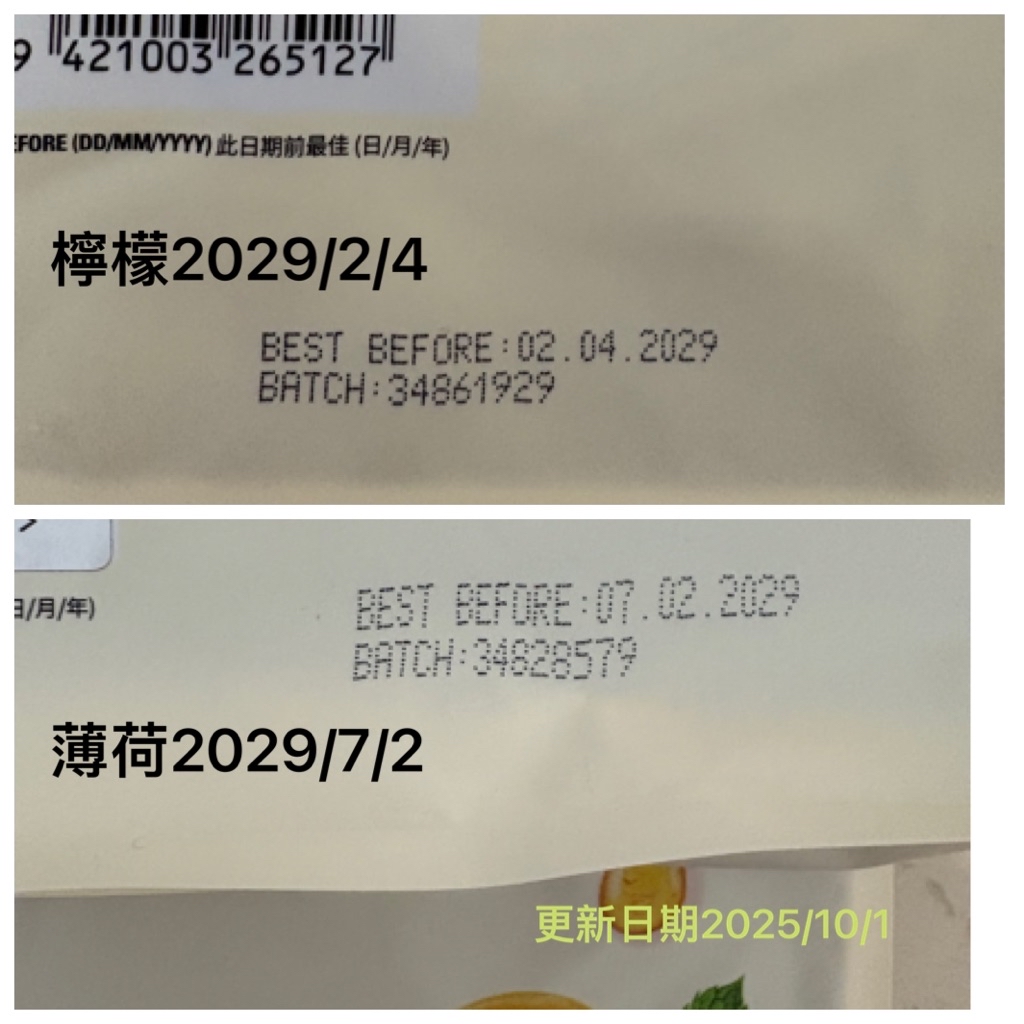 9 421003 265127
EFORE (DD/MM/YYYY) 此日期前最佳 (日/月/年)
檸檬2029/2/4
BEST BEFORE:02.04.2029
BATCH:34861929
日/月/年)
BEST BEFORE:07.02.2029
BATCH:34828579
薄荷2029/7/2
更新日期2025/10/1